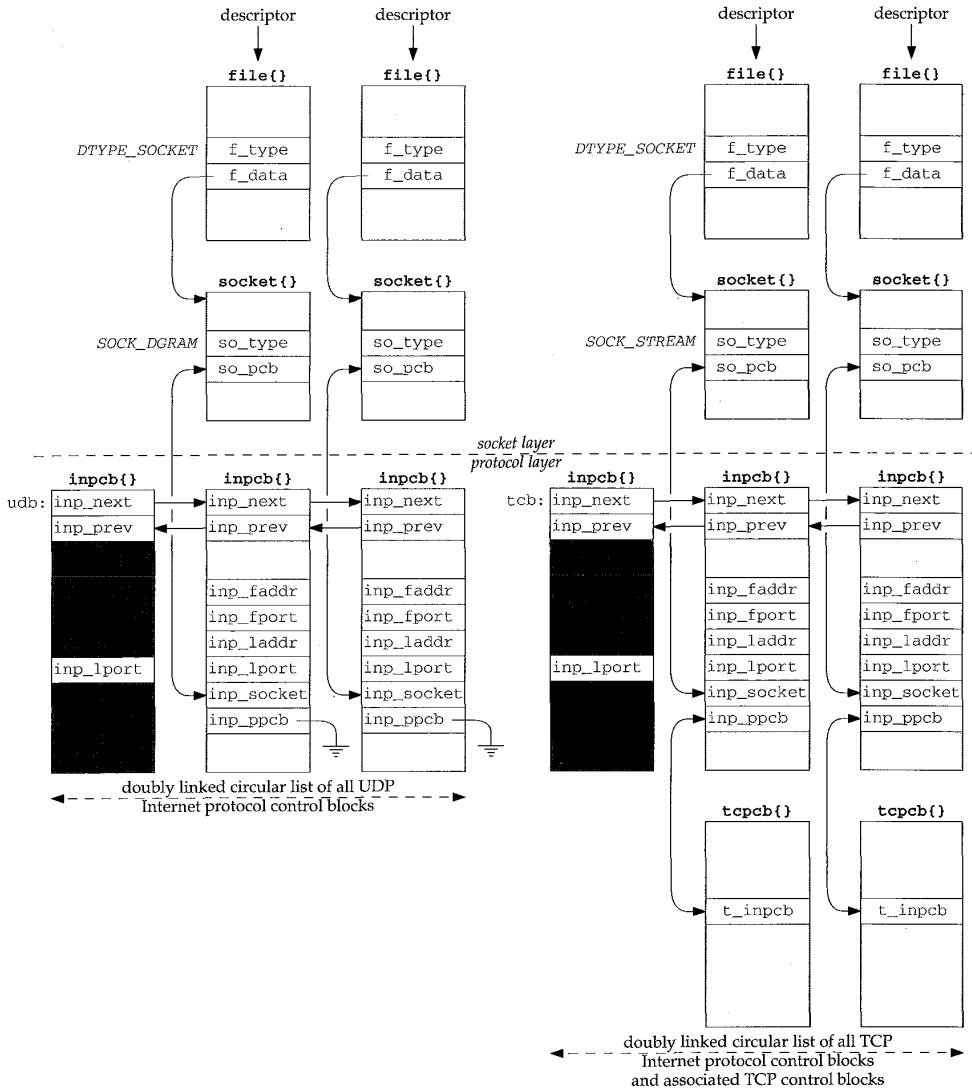 descriptor descriptor descriptor descriptor
file{} file{} file{} file{}
DTYPE_SOCKET f_type f_type DTYPE_SOCKET f_type f_type
f_data f_data f_data f_data
socket{} socket{} socket{} socket{}
SOCK_DGRAM so_type so_type SOCK_STREAM so_type so_type
so_pcb so_pcb so_pcb so_pcb
socket layer
protocol layer
inpcb{} inpcb{} inpcb{} inpcb{} inpcb{} inpcb{}
udb: inp_next inp_next inp_next tcb: inp_next inp_next inp_next
inp_prev inp_prev inp_prev inp_prev inp_prev inp_prev
inp_faddr inp_faddr inp_faddr inp_faddr
inp_fport inp_fport inp_fport inp_fport
inp_laddr inp_laddr inp_laddr inp_laddr
inp_lport inp_lport inp_lport inp_lport inp_lport inp_lport
inp_socket inp_socket inp_socket inp_socket
inp_ppcb inp_ppcb inp_ppcb inp_ppcb
doubly linked circular list of all UDP
Internet protocol control blocks
tcpcb{} tcpcb{}
t_inpcb t_inpcb
doubly linked circular list of all TCP
Internet protocol control blocks
and associated TCP control blocks